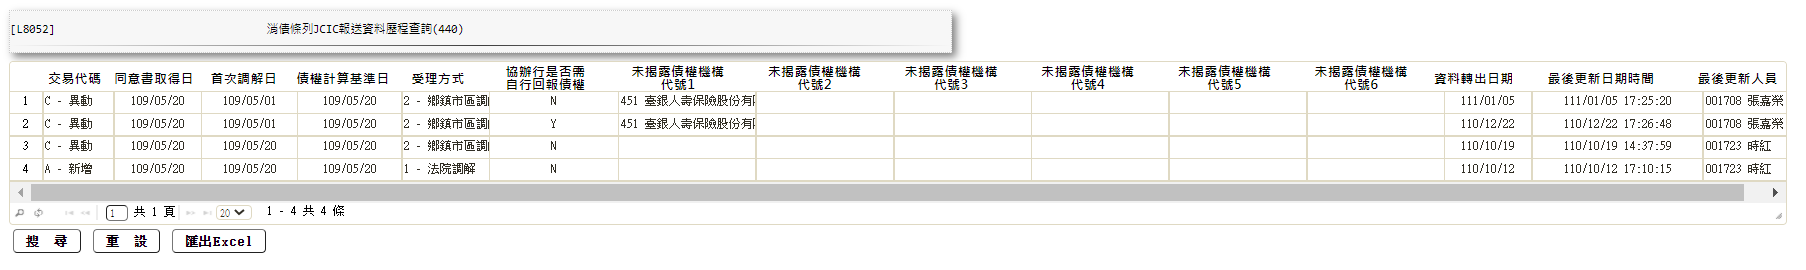 [L8052] 消債條列JCIC報送資料歷程查詢(440)
交易代碼 同意書取得日 首次調解日 債權計算基準日 受理方式 協辦行是否需自行回報債權 未揭露債權機構代號1 未揭露債權機構代號2 未揭露債權機構代號3 未揭露債權機構代號4 未揭露債權機構代號5 未揭露債權機構代號6 資料轉出日期 最後更新日期時間 最後更新人員
1 C - 異動 109/05/20 109/05/01 109/05/20 2 - 鄉鎮市區調 N 451 臺銀人壽保險股份有 111/01/05 111/01/05 17:25:20 001708 張嘉榮
2 C - 異動 109/05/20 109/05/01 109/05/20 2 - 鄉鎮市區調 Y 451 臺銀人壽保險股份有 110/12/22 110/12/22 17:26:48 001708 張嘉榮
3 C - 異動 109/05/20 109/05/20 109/05/20 2 - 鄉鎮市區調 N 110/10/19 110/10/19 14:37:59 001723 時紅
4 A - 新增 109/05/20 109/05/20 109/05/20 1 - 法院調解 N 110/10/12 110/10/12 17:10:15 001723 時紅
1 共 1 頁 20 1 - 4 共 4 條
搜 尋 重 設 匯出Excel